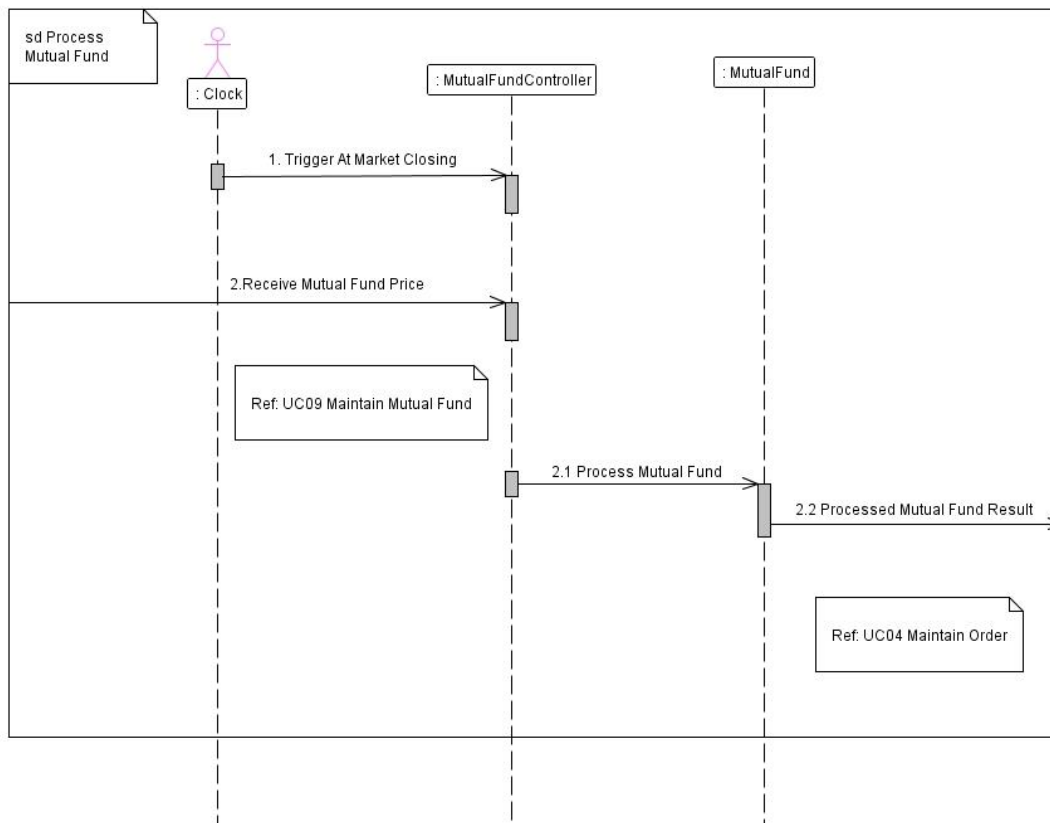 sd Process
Mutual Fund
: Clock
: MutualFundController
: MutualFund
1. Trigger At Market Closing
2.Receive Mutual Fund Price
Ref: UC09 Maintain Mutual Fund
2.1 Process Mutual Fund
2.2 Processed Mutual Fund Result
Ref: UC04 Maintain Order